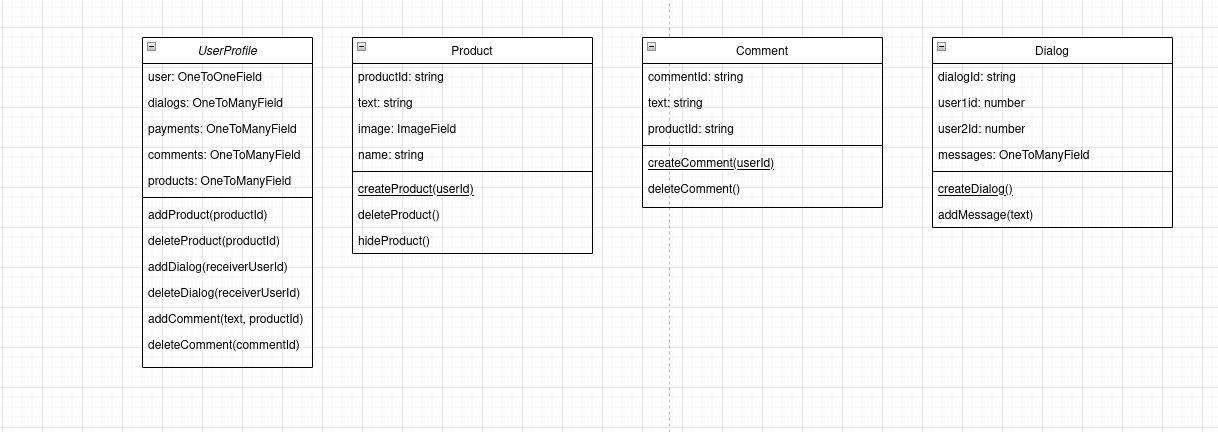 UserProfile
user: OneToOneField
dialogs: OneToManyField
payments: OneToManyField
comments: OneToManyField
products: OneToManyField
addProduct(productId)
deleteProduct(productId)
addDialog(receiverUserId)
deleteDialog(receiverUserId)
addComment(text, productId)
deleteComment(commentId)
Product
productId: string
text: string
image: ImageField
name: string
createProduct(userId)
deleteProduct()
hideProduct()
Comment
commentId: string
text: string
productId: string
createComment(userId)
deleteComment()
Dialog
dialogId: string
user1id: number
user2Id: number
messages: OneToManyField
createDialog()
addMessage(text)